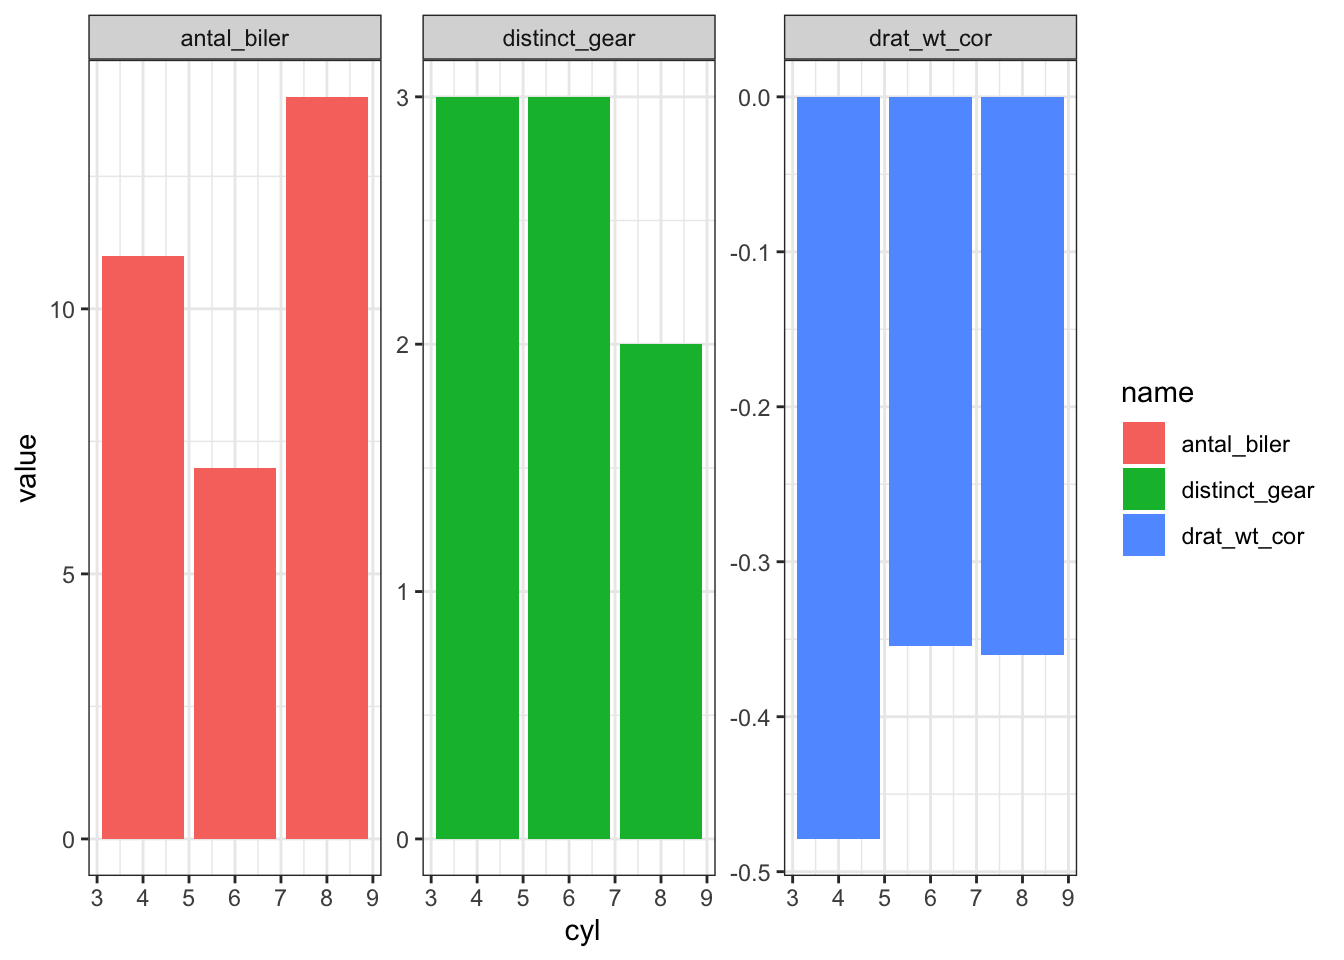 antal_biler
distinct_gear
drat_wt_cor
value
10
5
0
3
2
1
0
0.0
-0.1
-0.2
-0.3
-0.4
-0.5
3 4 5 6 7 8 9
3 4 5 6 7 8 9
3 4 5 6 7 8 9
cyl
name
antal_biler
distinct_gear
drat_wt_cor